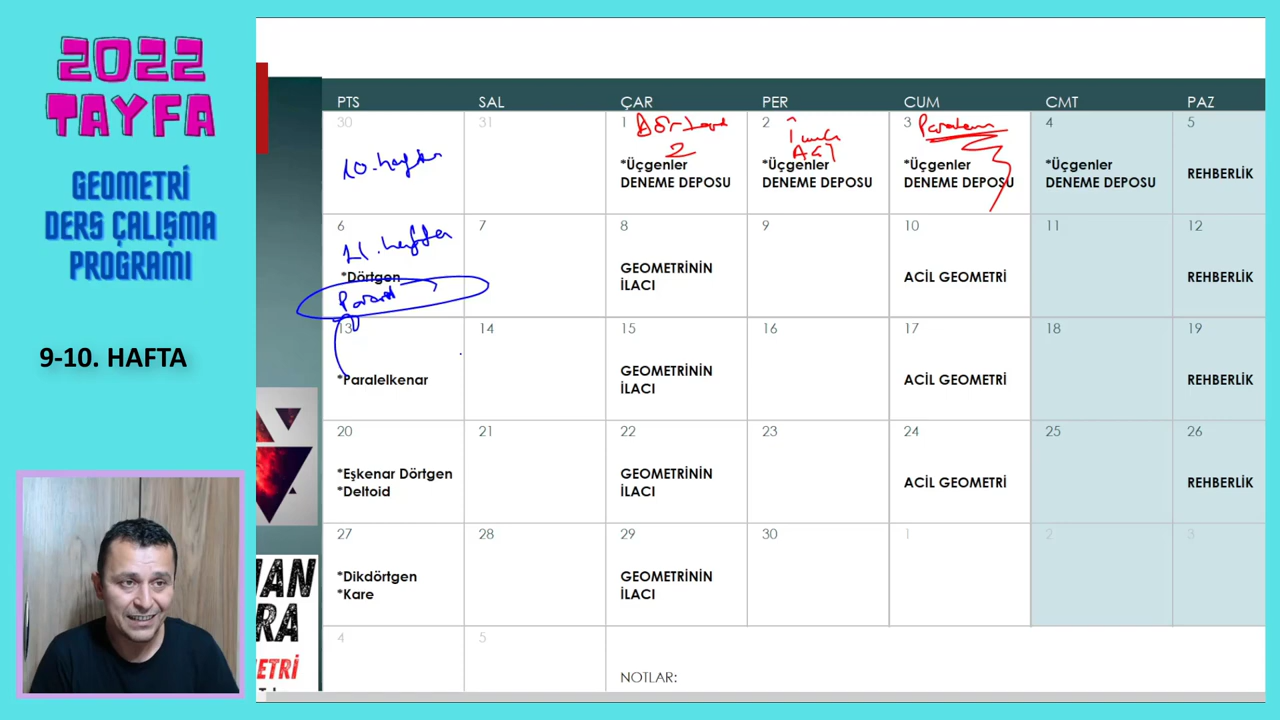 2022
TAYFA
GEOMETRİ
DERS ÇALIŞMA
PROGRAMI
9-10. HAFTA
PTS SAL ÇAR PER CUM CMT PAZ
30 31 1 2 3 4 5
10. hafta
2
*Üçgenler
DENEME DEPOSU
*Üçgenler
DENEME DEPOSU
*Üçgenler
DENEME DEPOSU
*Üçgenler
DENEME DEPOSU
REHBERLİK
6 7 8 9 10 11 12
11. hafta
*Dörtgen
GEOMETRİNİN
İLACI
ACİL GEOMETRİ
REHBERLİK
13 14 15 16 17 18 19
*Paralelkenar
GEOMETRİNİN
İLACI
ACİL GEOMETRİ
REHBERLİK
20 21 22 23 24 25 26
*Eşkenar Dörtgen
*Deltoid
GEOMETRİNİN
İLACI
ACİL GEOMETRİ
REHBERLİK
27 28 29 30 1 2 3
*Dikdörtgen
*Kare
GEOMETRİNİN
İLACI
4 5
NOTLAR: